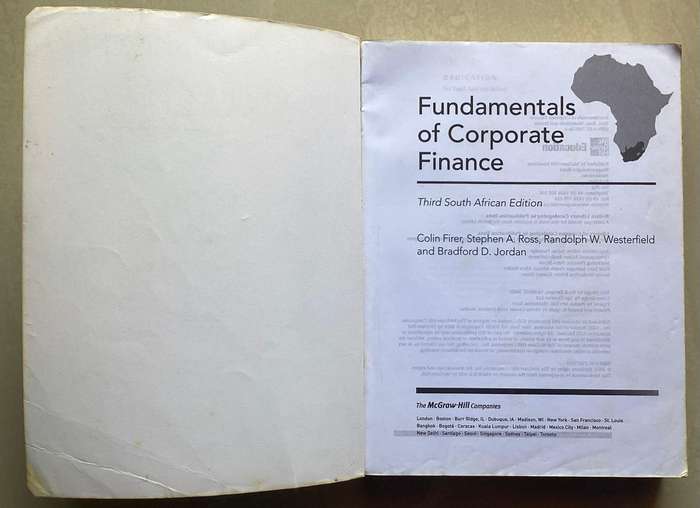 Fundamentals
of Corporate
Finance
Third South African Edition
Colin Firer, Stephen A. Ross, Randolph W. Westerfield
and Bradford D. Jordan
The McGraw·Hill Companies
London · Boston · Burr Ridge, IL · Dubuque, IA · Madison, WI · New York · San Francisco · St. Louis
Bangkok · Bogotá · Caracas · Kuala Lumpur · Lisbon · Madrid · Mexico City · Milan · Montreal
New Delhi · Santiago · Seoul · Singapore · Sydney · Taipei · Toronto